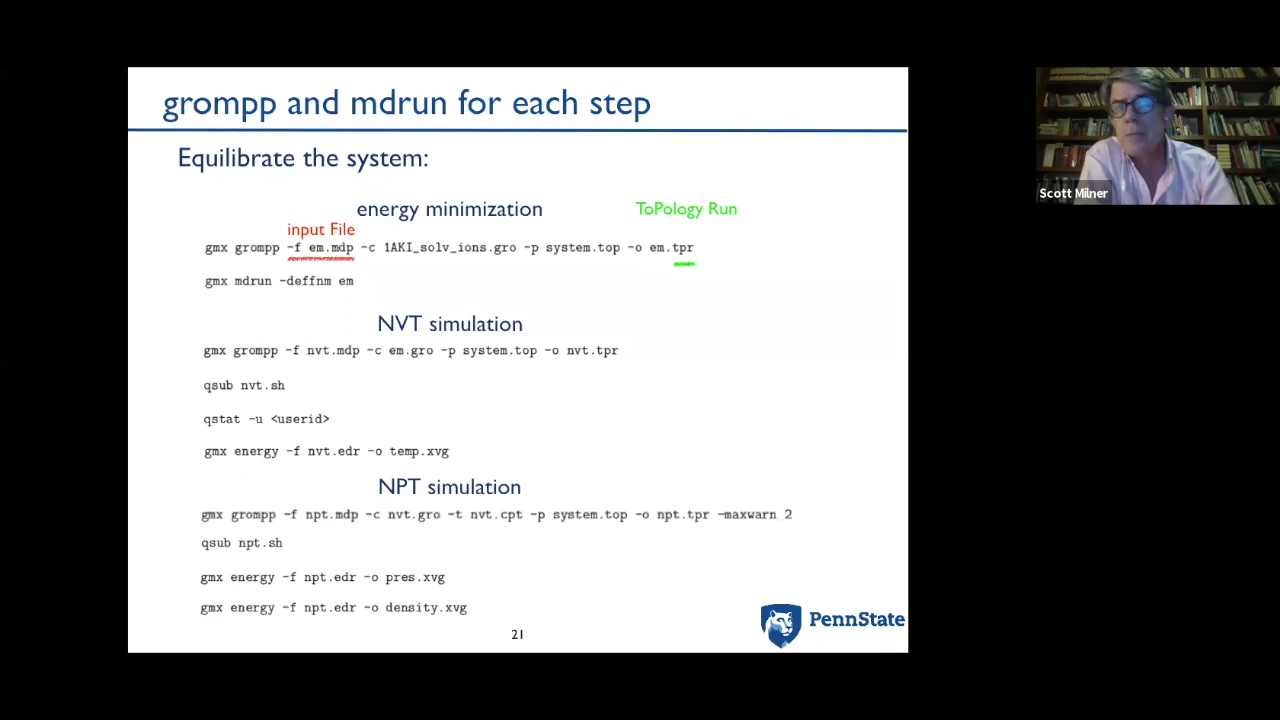 grompp and mdrun for each step
Equilibrate the system:
energy minimization
ToPology Run
input File
gmx grompp -f em.mdp -c 1AKI_solv_ions.gro -p system.top -o em.tpr
gmx mdrun -deffnm em
NVT simulation
gmx grompp -f nvt.mdp -c em.gro -p system.top -o nvt.tpr
qsub nvt.sh
qstat -u <userid>
gmx energy -f nvt.edr -o temp.xvg
NPT simulation
gmx grompp -f npt.mdp -c nvt.gro -t nvt.cpt -p system.top -o npt.tpr -maxwarn 2
qsub npt.sh
gmx energy -f npt.edr -o pres.xvg
gmx energy -f npt.edr -o density.xvg
21
PennState
Scott Milner